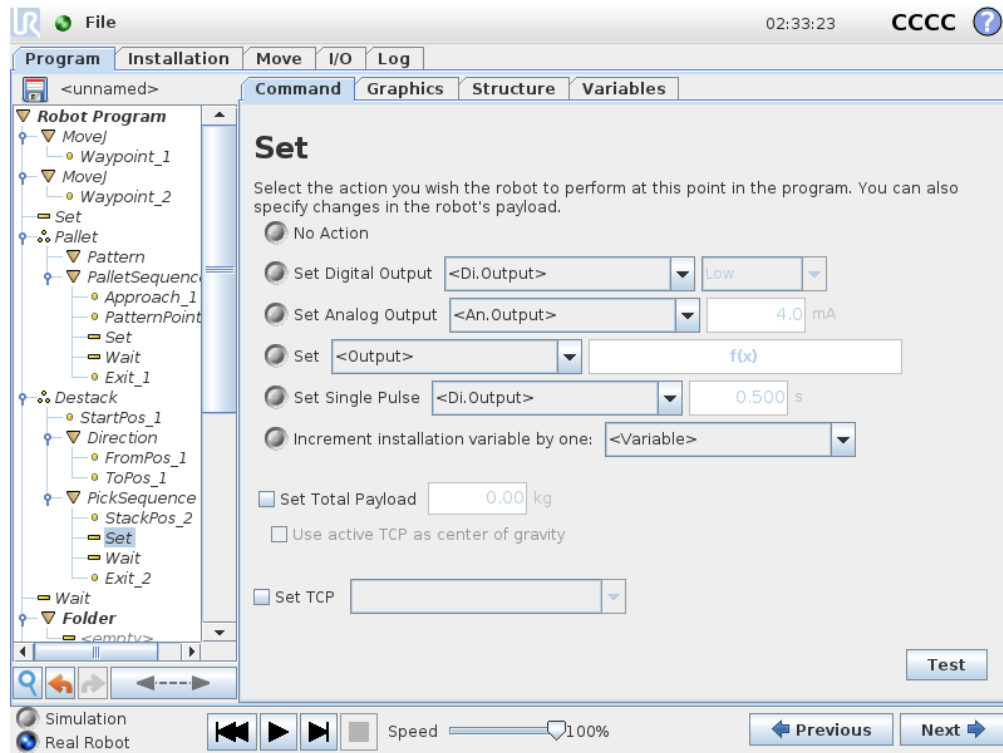 UR File 02:33:23 CCCC ?
Program Installation Move I/O Log
<unnamed> Command Graphics Structure Variables
Robot Program
MoveJ
Waypoint_1
MoveJ
Waypoint_2
Set
Pallet
Pattern
PalletSequenc
Approach_1
PatternPoint
Set
Wait
Exit_1
Destack
StartPos_1
Direction
FromPos_1
ToPos_1
PickSequence
StackPos_2
Set
Wait
Exit_2
Wait
Folder
<empty>
Set
Select the action you wish the robot to perform at this point in the program. You can also
specify changes in the robot's payload.
No Action
Set Digital Output <Di.Output> Low
Set Analog Output <An.Output> 4.0 mA
Set <Output> f(x)
Set Single Pulse <Di.Output> 0.500 s
Increment installation variable by one: <Variable>
Set Total Payload 0.00 kg
Use active TCP as center of gravity
Set TCP
Test
Simulation
Real Robot
Speed 100%
Previous Next